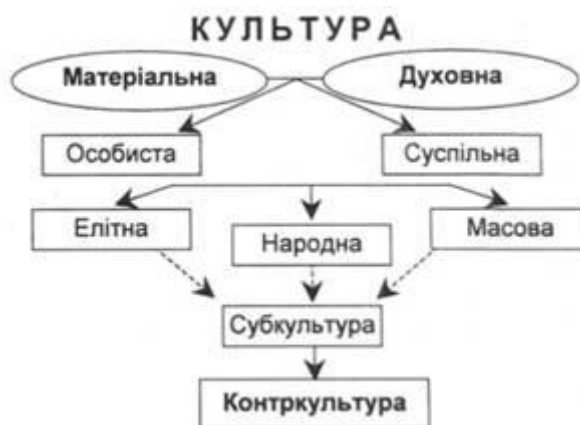 КУЛЬТУРА
Матеріальна Духовна
Особиста Суспільна
Елітна Народна Масова
Субкультура
Контркультура